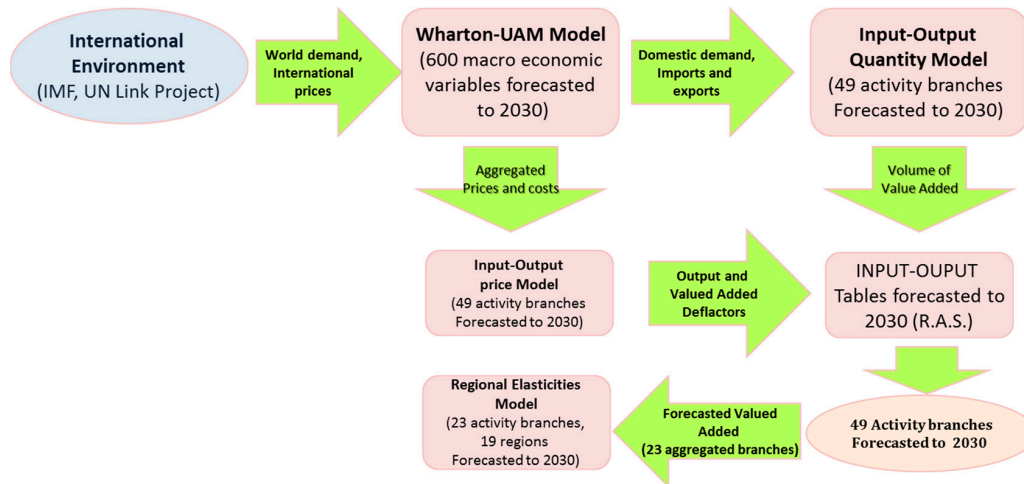 International
Environment
(IMF, UN Link Project)
World demand,
International
prices
Wharton-UAM Model
(600 macro economic
variables forecasted
to 2030)
Domestic demand,
Imports and
exports
Input-Output
Quantity Model
(49 activity branches
Forecasted to 2030)
Aggregated
Prices and costs
Volume of
Value Added
Input-Output
price Model
(49 activity branches
Forecasted to 2030)
Output and
Valued Added
Deflactors
INPUT-OUPUT
Tables forecasted to
2030 (R.A.S.)
Regional Elasticities
Model
(23 activity branches,
19 regions
Forecasted to 2030)
Forecasted Valued
Added
(23 aggregated branches)
49 Activity branches
Forecasted to 2030